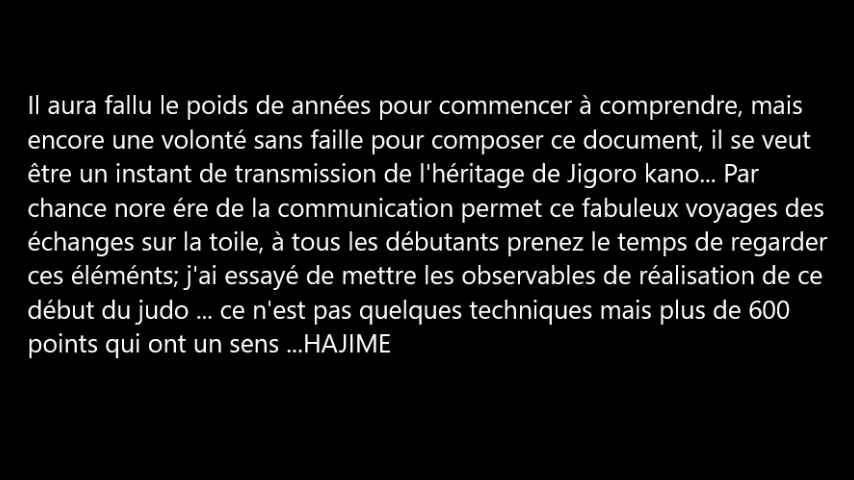 Il aura fallu le poids de années pour commencer à comprendre, mais
encore une volonté sans faille pour composer ce document, il se veut
être un instant de transmission de l'héritage de Jigoro kano... Par
chance nore ére de la communication permet ce fabuleux voyages des
échanges sur la toile, à tous les débutants prenez le temps de regarder
ces éléménts; j'ai essayé de mettre les observables de réalisation de ce
début du judo ... ce n'est pas quelques techniques mais plus de 600
points qui ont un sens ...HAJIME